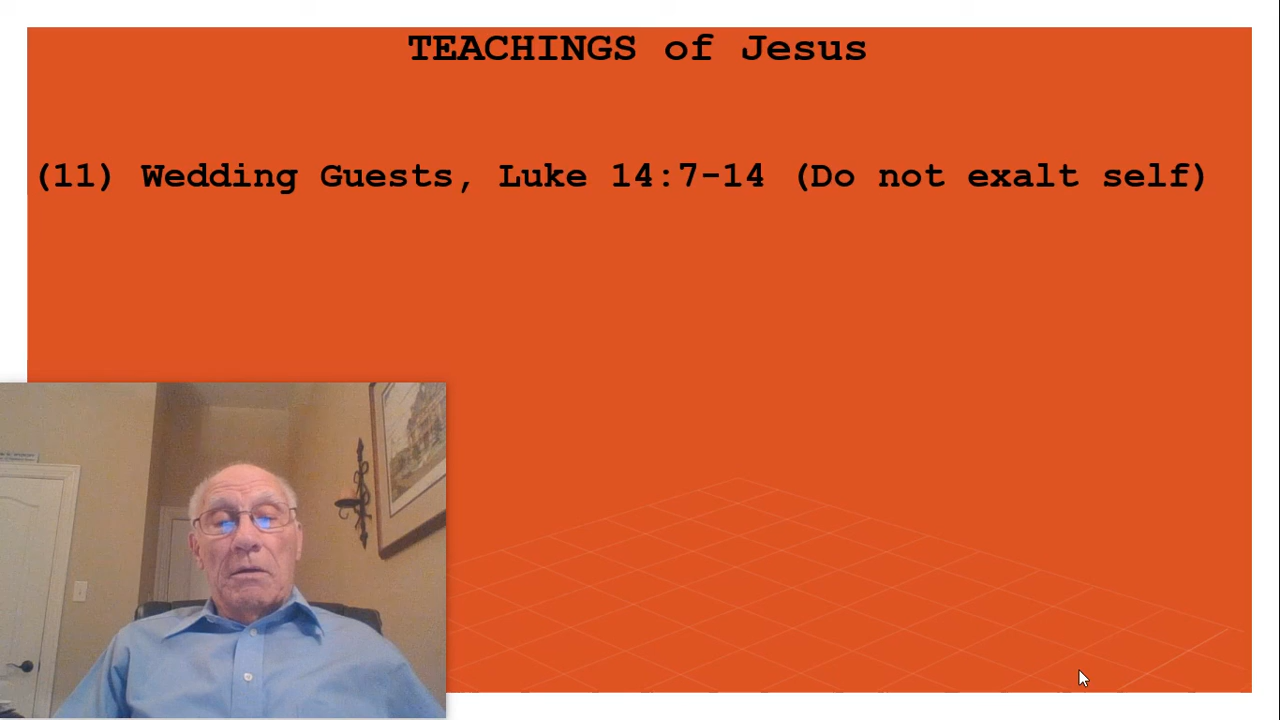 TEACHINGS of Jesus
(11) Wedding Guests, Luke 14:7-14 (Do not exalt self)